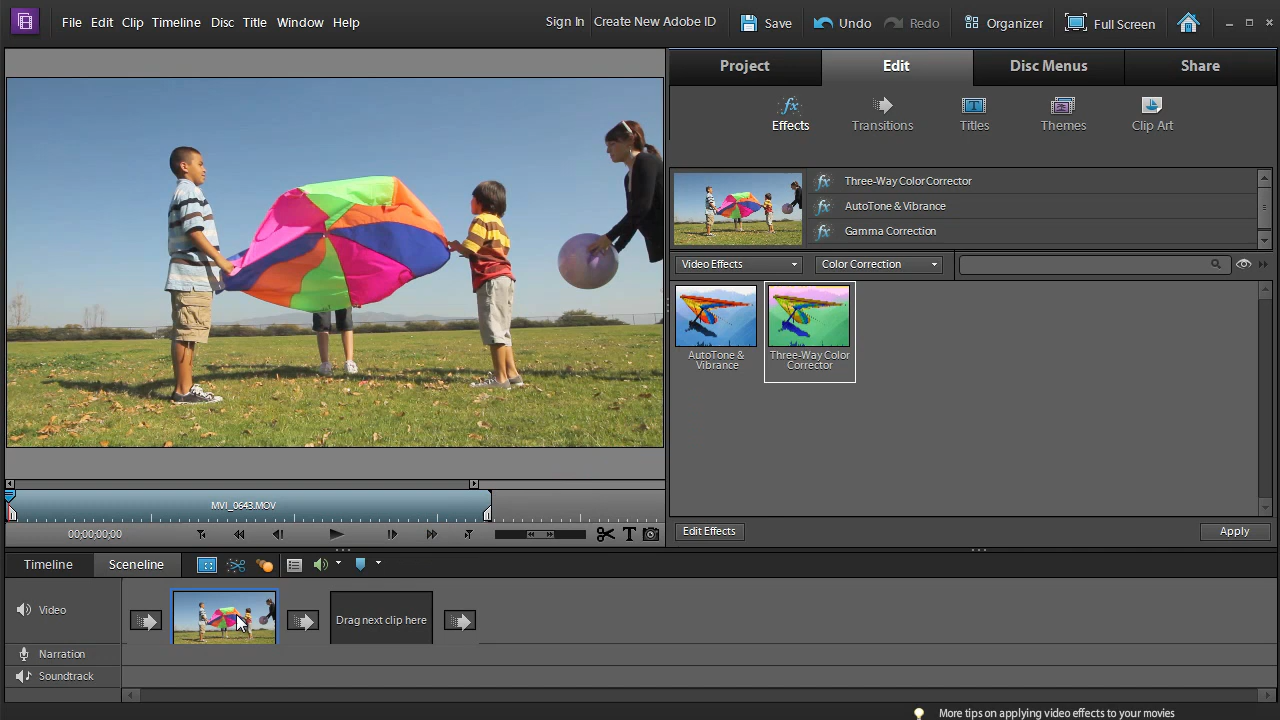 File Edit Clip Timeline Disc Title Window Help Sign In Create New Adobe ID Save Undo Redo Organizer Full Screen
Project Edit Disc Menus Share
fx
Effects Transitions Titles Themes Clip Art
fx Three-Way Color Corrector
fx AutoTone & Vibrance
fx Gamma Correction
Video Effects Color Correction
AutoTone &
Vibrance
Three-Way Color
Corrector
MVI_0643.MOV
00;00;00;00
T
Edit Effects Apply
Timeline Sceneline
Video
Drag next clip here
Narration
Soundtrack
More tips on applying video effects to your movies